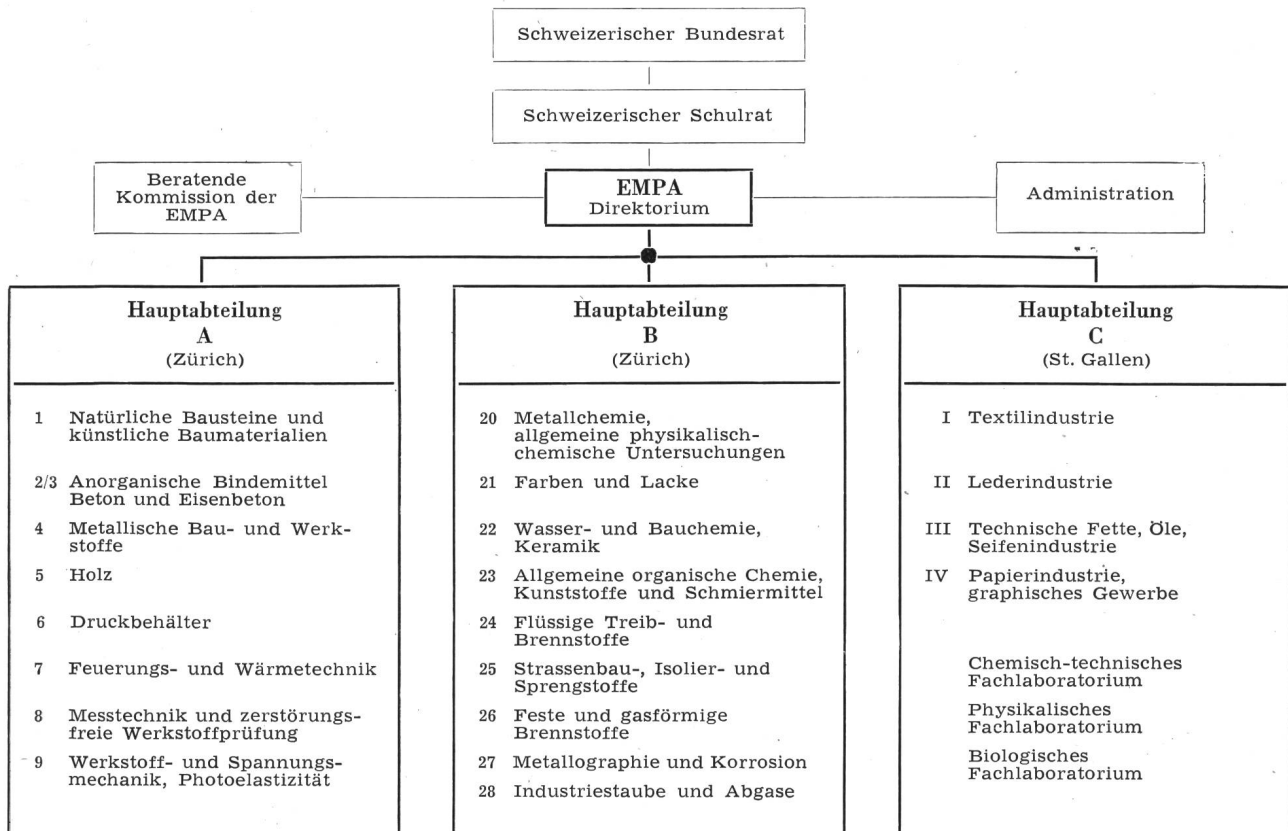 Schweizerischer Bundesrat
Schweizerischer Schulrat
Beratende
Kommission der
EMPA
EMPA
Direktorium
Administration
Hauptabteilung
A
(Zürich)
1 Natürliche Bausteine und
künstliche Baumaterialien
2/3 Anorganische Bindemittel
Beton und Eisenbeton
4 Metallische Bau- und Werk-
stoffe
5 Holz
6 Druckbehälter
7 Feuerungs- und Wärmetechnik
8 Messtechnik und zerstörungs-
freie Werkstoffprüfung
9 Werkstoff- und Spannungs-
mechanik, Photoelastizität
Hauptabteilung
B
(Zürich)
20 Metallchemie,
allgemeine physikalisch-
chemische Untersuchungen
21 Farben und Lacke
22 Wasser- und Bauchemie,
Keramik
23 Allgemeine organische Chemie,
Kunststoffe und Schmiermittel
24 Flüssige Treib- und
Brennstoffe
25 Strassenbau-, Isolier- und
Sprengstoffe
26 Feste und gasförmige
Brennstoffe
27 Metallographie und Korrosion
28 Industriestaube und Abgase
Hauptabteilung
C
(St. Gallen)
I Textilindustrie
II Lederindustrie
III Technische Fette, Öle,
Seifenindustrie
IV Papierindustrie,
graphisches Gewerbe
Chemisch-technisches
Fachlaboratorium
Physikalisches
Fachlaboratorium
Biologisches
Fachlaboratorium